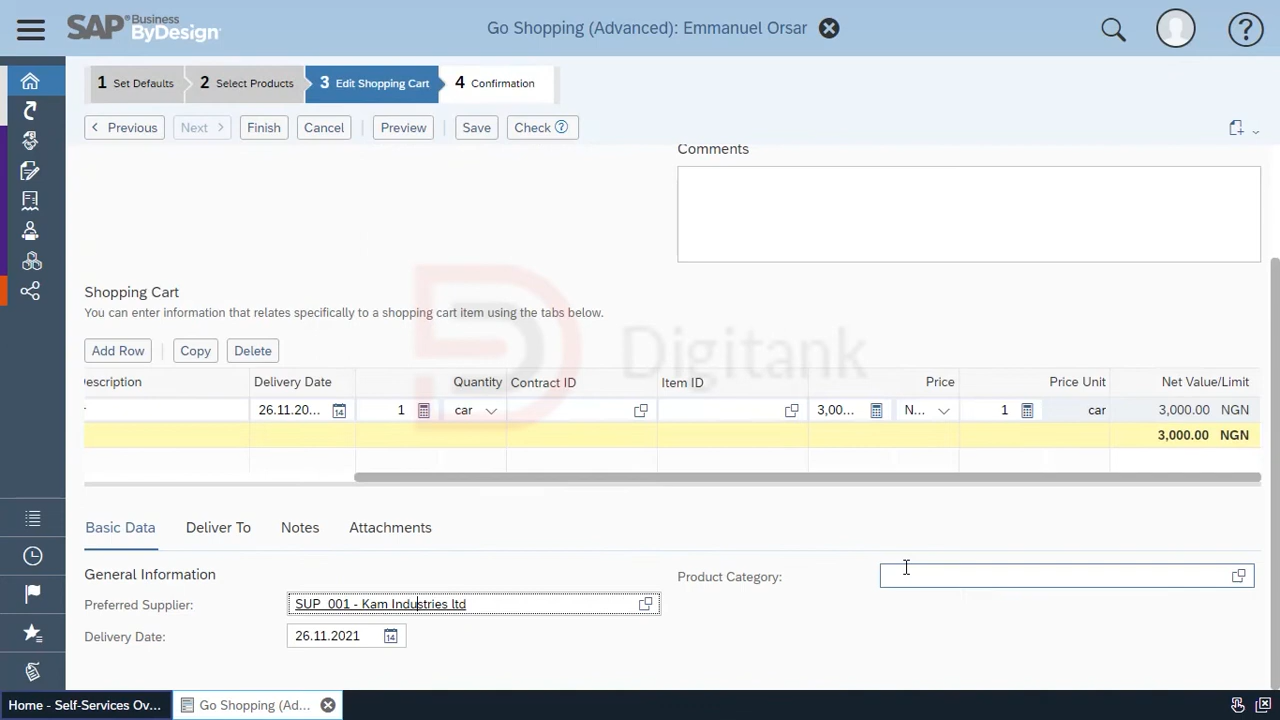 SAP Business ByDesign
Go Shopping (Advanced): Emmanuel Orsar
1 Set Defaults
2 Select Products
3 Edit Shopping Cart
4 Confirmation
Previous
Next
Finish
Cancel
Preview
Save
Check
Comments
Shopping Cart
You can enter information that relates specifically to a shopping cart item using the tabs below.
Digitank
Add Row
Copy
Delete
escription Delivery Date Quantity Contract ID Item ID Price Price Unit Net Value/Limit
26.11.20... 14 1 car 3,00... N... 1 car 3,000.00 NGN
3,000.00 NGN
Basic Data
Deliver To
Notes
Attachments
General Information
Product Category:
Preferred Supplier: SUP_001 - Kam Industries ltd
Delivery Date: 26.11.2021 14
Home - Self-Services Ov...
Go Shopping (Ad...